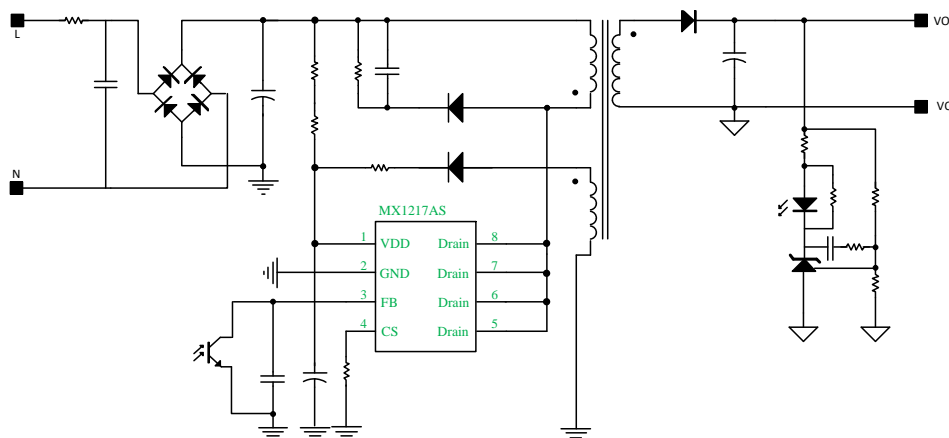 L
VO
VO
N
MX1217AS
1 VDD Drain 8
2 GND Drain 7
3 FB Drain 6
4 CS Drain 5